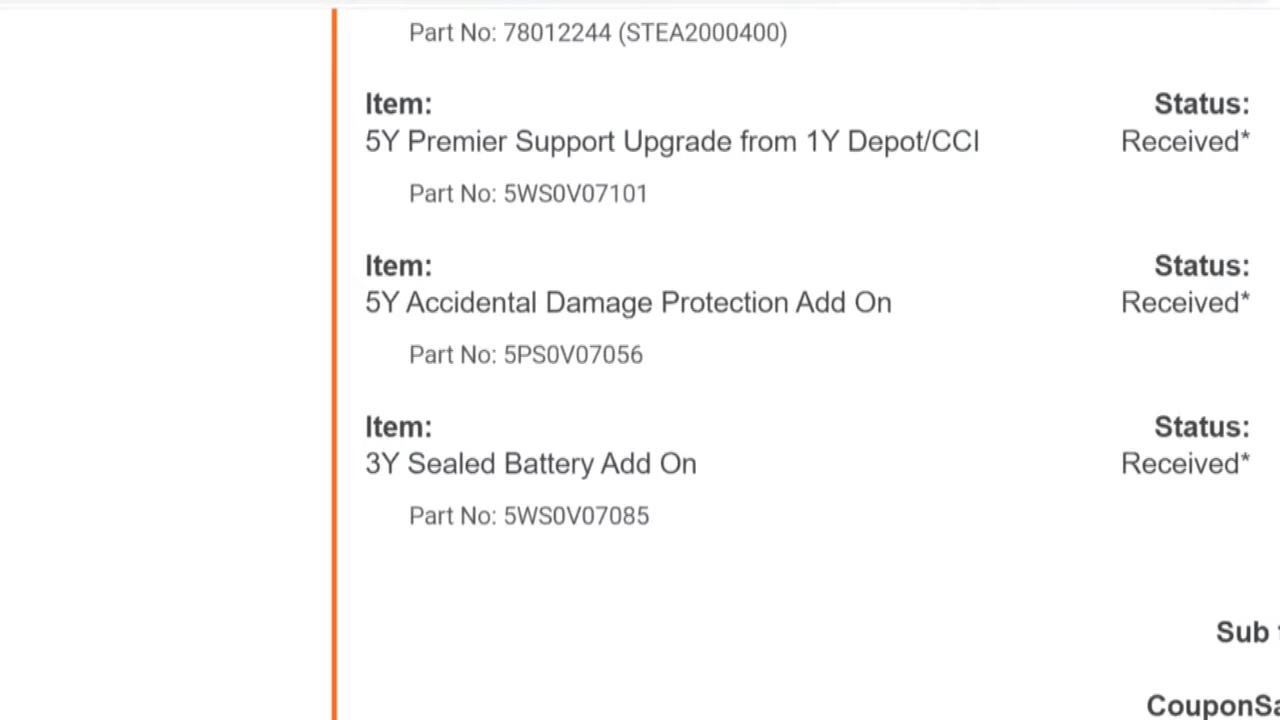 Part No: 78012244 (STEA2000400)
Item: Status:
5Y Premier Support Upgrade from 1Y Depot/CCI Received*
Part No: 5WS0V07101
Item: Status:
5Y Accidental Damage Protection Add On Received*
Part No: 5PS0V07056
Item: Status:
3Y Sealed Battery Add On Received*
Part No: 5WS0V07085
Sub